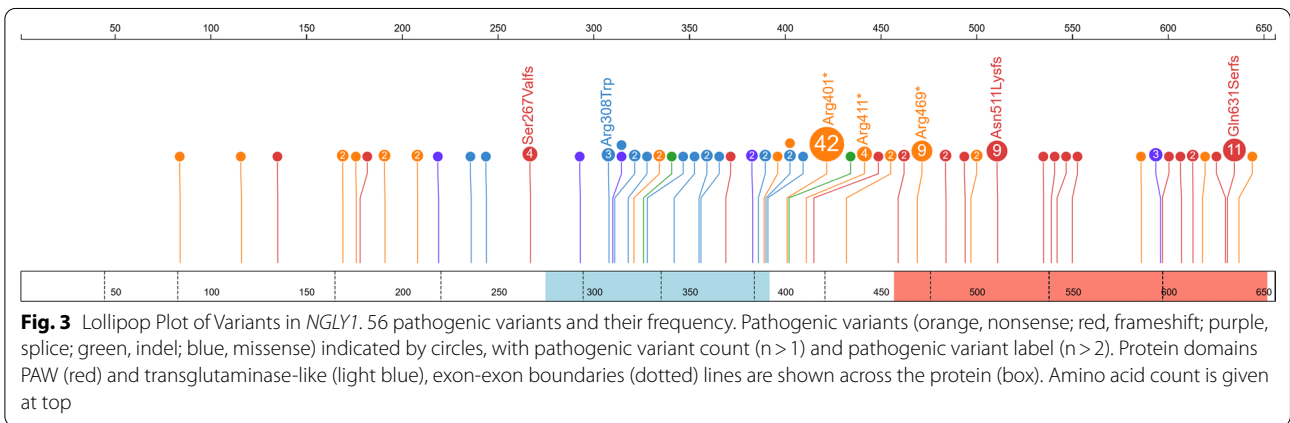 50 100 150 200 250 300 350 400 450 500 550 600 650
Ser267Valfs Arg308Trp Arg401* Arg411* Arg469* Asn511Lysfs Gln631Serfs
2 2 2 2 4 3 2 2 2 2 2 2 42 4 2 2 9 2 2 9 3 2 2 11
50 100 150 200 250 300 350 400 450 500 550 600 650
Fig. 3 Lollipop Plot of Variants in NGLY1. 56 pathogenic variants and their frequency. Pathogenic variants (orange, nonsense; red, frameshift; purple,
splice; green, indel; blue, missense) indicated by circles, with pathogenic variant count (n > 1) and pathogenic variant label (n > 2). Protein domains
PAW (red) and transglutaminase-like (light blue), exon-exon boundaries (dotted) lines are shown across the protein (box). Amino acid count is given
at top